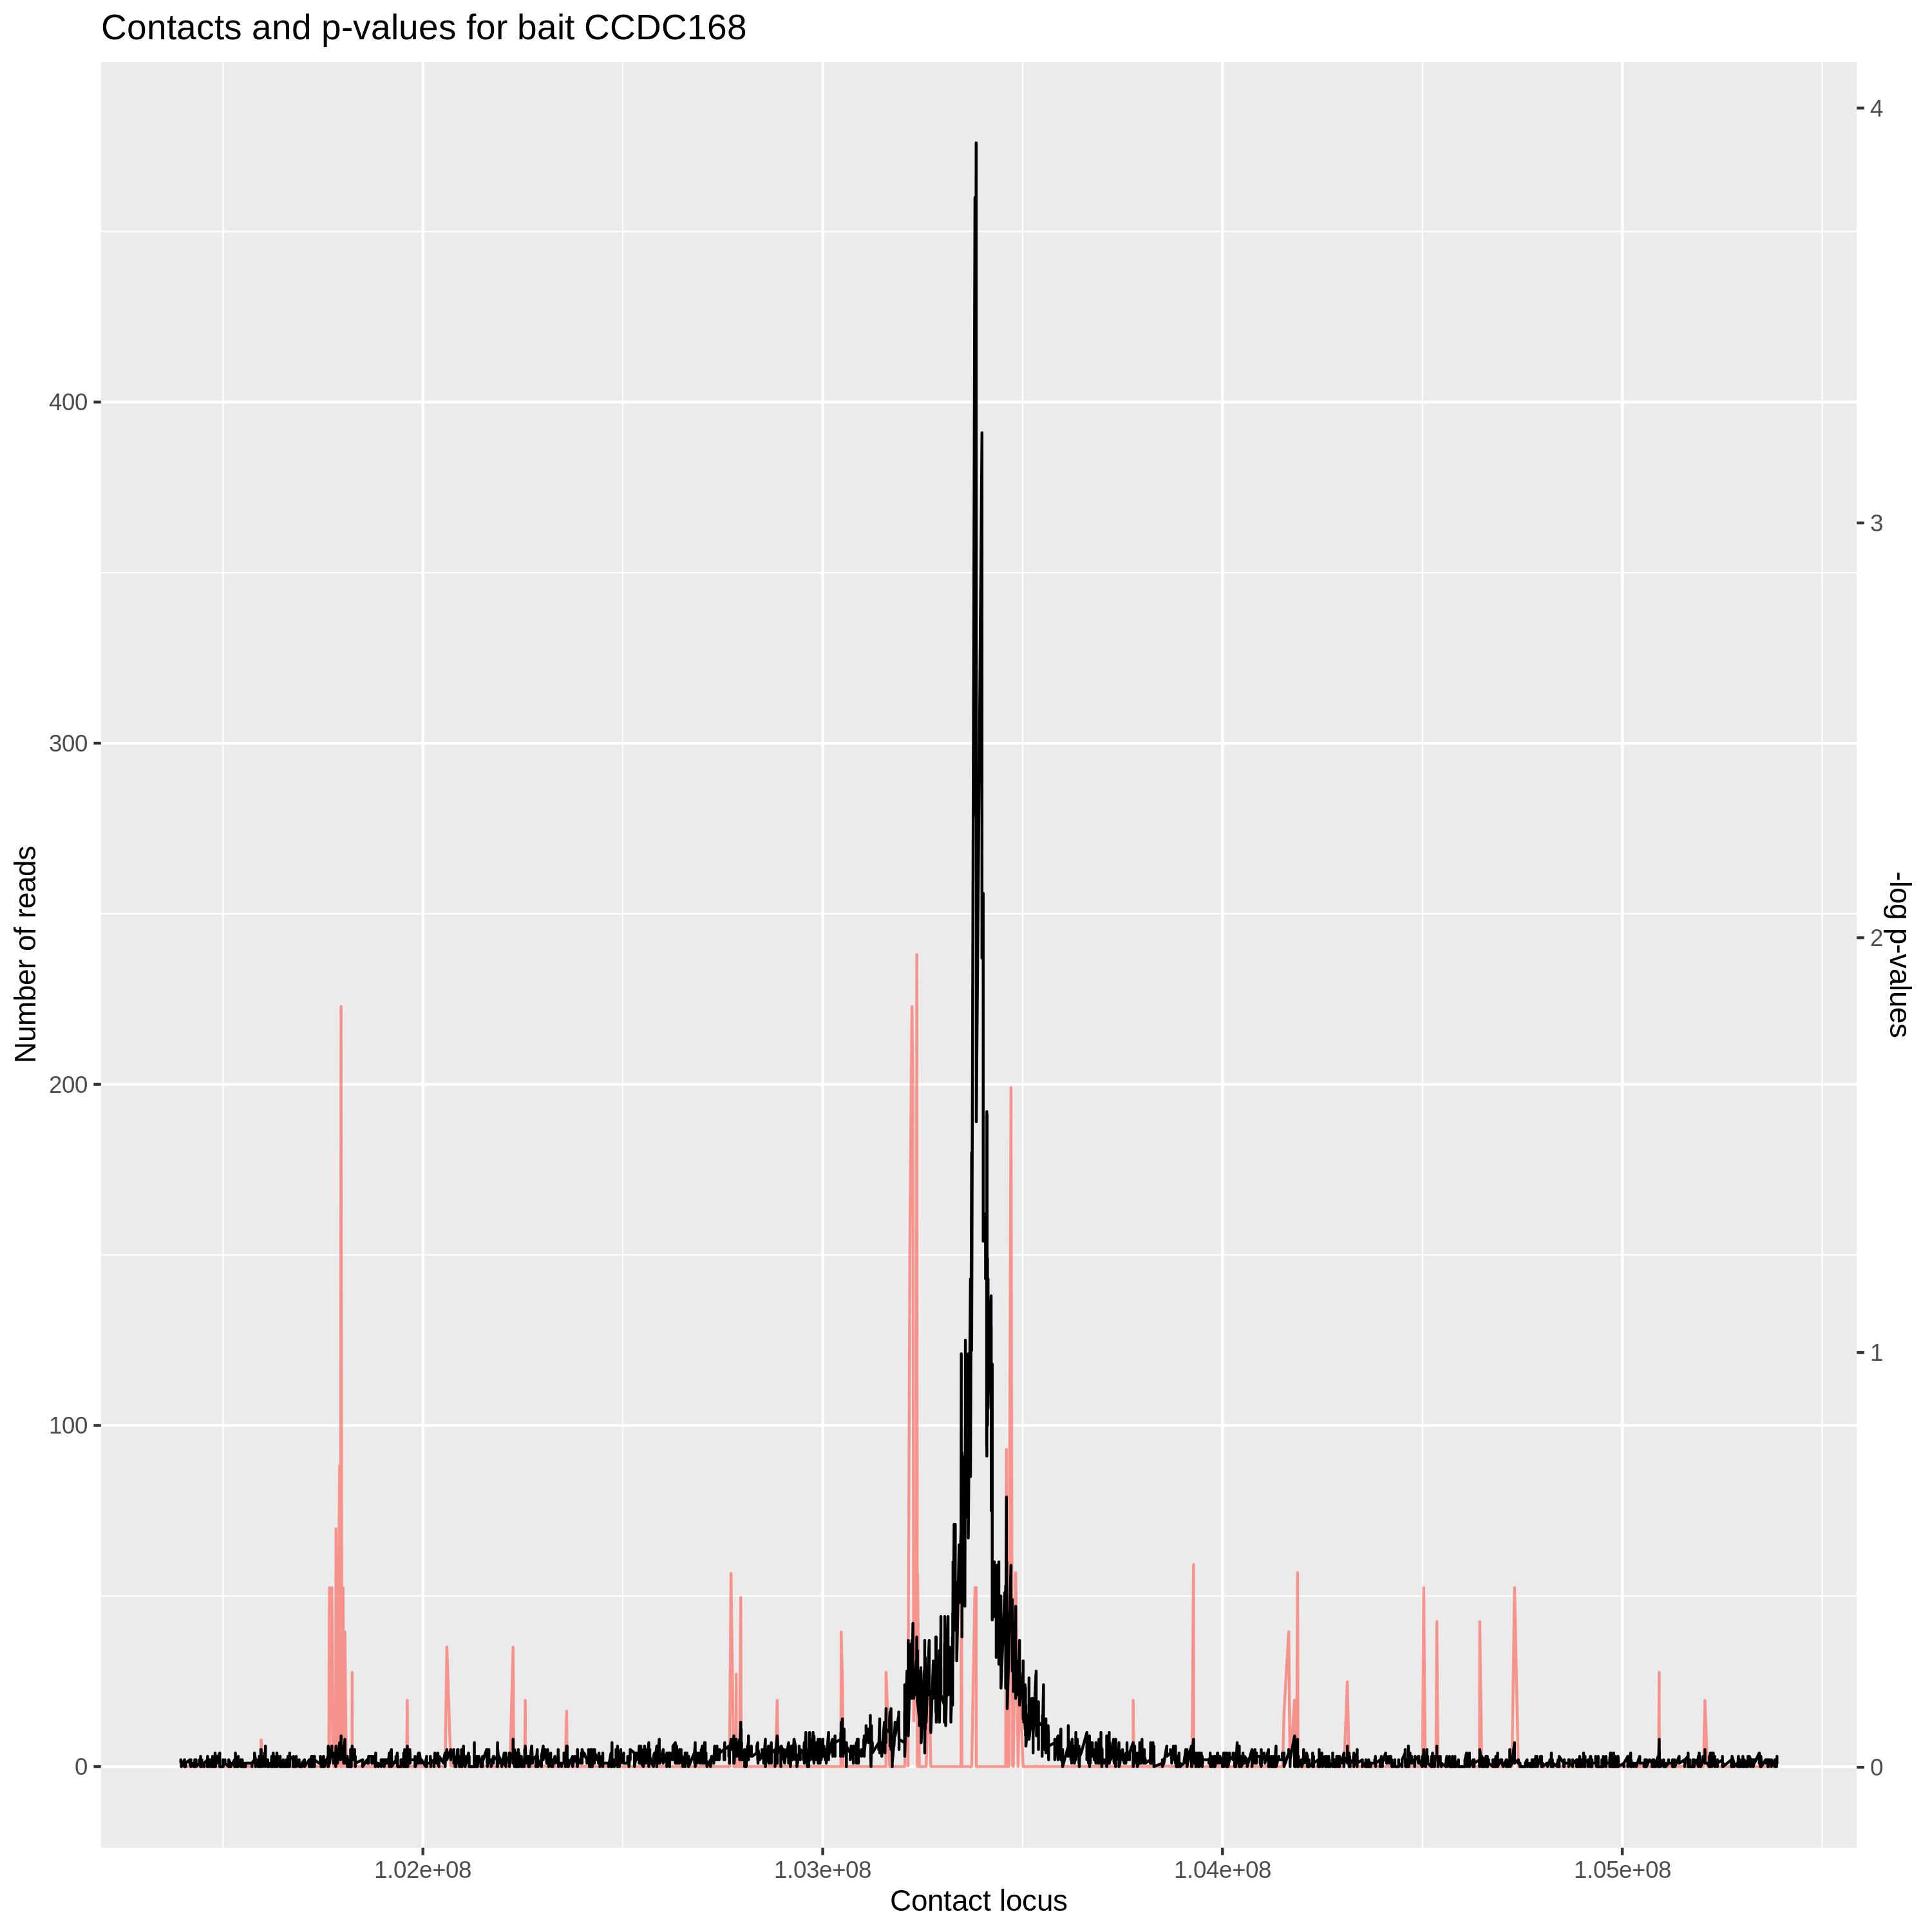 Contacts and p-values for bait CCDC168
Number of reads
400
300
200
100
0
4
3
2
1
0
-log p-values
1.02e+08 1.03e+08 1.04e+08 1.05e+08
Contact locus